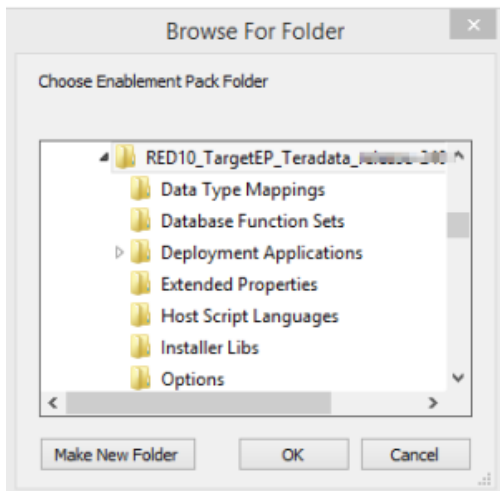 Browse For Folder
Choose Enablement Pack Folder
RED10_TargetEP_Teradata_
Data Type Mappings
Database Function Sets
Deployment Applications
Extended Properties
Host Script Languages
Installer Libs
Options
Make New Folder
OK
Cancel